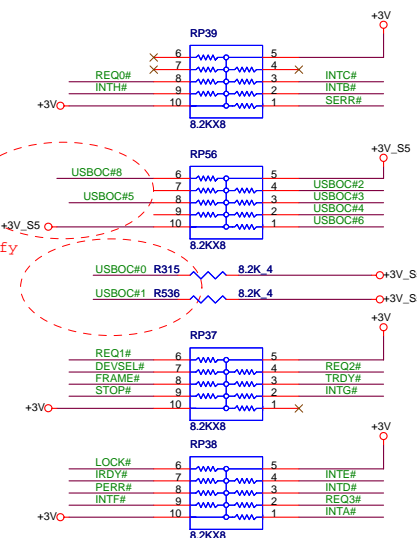 +3V
RP39
6 5
7 4
REQ0# 8 3 INTC#
INTH# 9 2 INTB#
+3V 10 1 SERR#
8.2KX8
+3V_S5
RP56
USBOC#8 6 5
7 4 USBOC#2
USBOC#5 8 3 USBOC#3
9 2 USBOC#4
+3V_S5 10 1 USBOC#6
8.2KX8
fy
USBOC#0 R315 8.2K_4 +3V_S
USBOC#1 R536 8.2K_4 +3V_S
+3V
RP37
REQ1# 6 5
DEVSEL# 7 4 REQ2#
FRAME# 8 3 TRDY#
STOP# 9 2 INTG#
+3V 10 1
8.2KX8
+3V
RP38
LOCK# 6 5
IRDY# 7 4 INTE#
PERR# 8 3 INTD#
INTF# 9 2 REQ3#
+3V 10 1 INTA#
8.2KX8